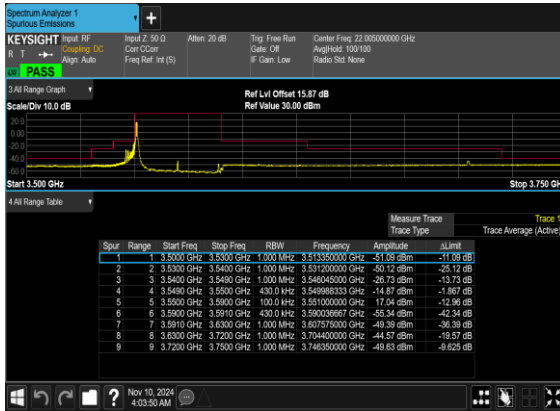 Spectrum Analyzer 1
Spurious Emissions
+
KEYSIGHT Input: RF Input Z: 50 Ω Atten: 20 dB Trig: Free Run Center Freq: 22.005000000 GHz
R T Coupling: DC Corr CCorr Gate: Off Avg|Hold: 100/100
Align: Auto Freq Ref: Int (S) IF Gain: Low Radio Std: None
PASS
3 All Range Graph
Ref Lvl Offset 15.87 dB
Scale/Div 10.0 dB Ref Value 30.00 dBm
20.0
0.00
-20.0
-40.0
-60.0
Start 3.500 GHz Stop 3.750 GH
4 All Range Table
Measure Trace Trace 1
Trace Type Trace Average (Active)
Spur Range Start Freq Stop Freq RBW Frequency Amplitude ΔLimit
1 1 3.5000 GHz 3.5300 GHz 1.000 MHz 3.513350000 GHz -51.09 dBm -11.09 dB
2 2 3.5300 GHz 3.5400 GHz 1.000 MHz 3.531200000 GHz -50.12 dBm -25.12 dB
3 3 3.5400 GHz 3.5490 GHz 1.000 MHz 3.546045000 GHz -26.73 dBm -13.73 dB
4 4 3.5490 GHz 3.5500 GHz 430.0 kHz 3.549988333 GHz -14.87 dBm -1.867 dB
5 5 3.5500 GHz 3.5900 GHz 100.0 kHz 3.551000000 GHz 17.04 dBm -12.96 dB
6 6 3.5900 GHz 3.5910 GHz 430.0 kHz 3.590036667 GHz -55.34 dBm -42.34 dB
7 7 3.5910 GHz 3.6300 GHz 1.000 MHz 3.607575000 GHz -49.39 dBm -36.39 dB
8 8 3.6300 GHz 3.7200 GHz 1.000 MHz 3.704400000 GHz -44.57 dBm -19.57 dB
9 9 3.7200 GHz 3.7500 GHz 1.000 MHz 3.746350000 GHz -49.63 dBm -9.625 dB
? Nov 10, 2024
4:03:50 AM